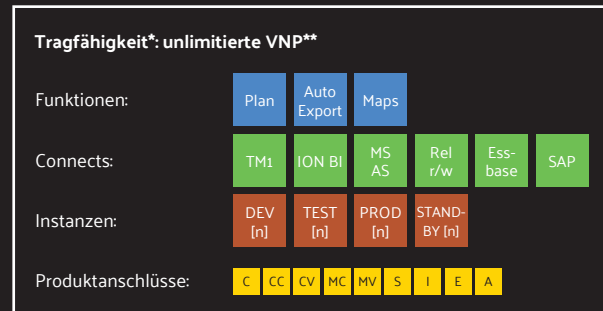 Tragfähigkeit*: unlimitierte VNP**
Funktionen: Plan Auto Export Maps
Connects: TM1 ION BI MS AS Rel r/w Ess-base SAP
Instanzen: DEV [n] TEST [n] PROD [n] STAND-BY [n]
Produktanschlüsse: C CC CV MC MV S I E A